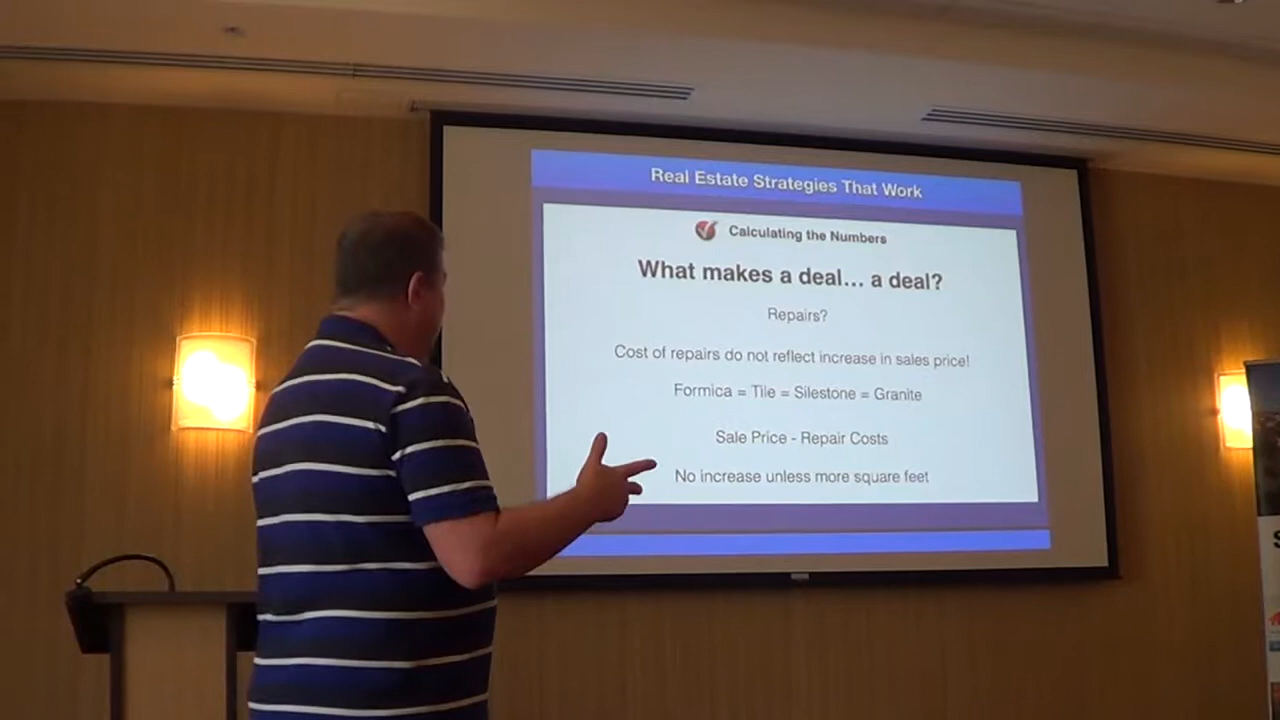 Real Estate Strategies That Work
Calculating the Numbers
What makes a deal... a deal?
Repairs?
Cost of repairs do not reflect increase in sales price!
Formica = Tile = Silestone = Granite
Sale Price - Repair Costs
No increase unless more square feet